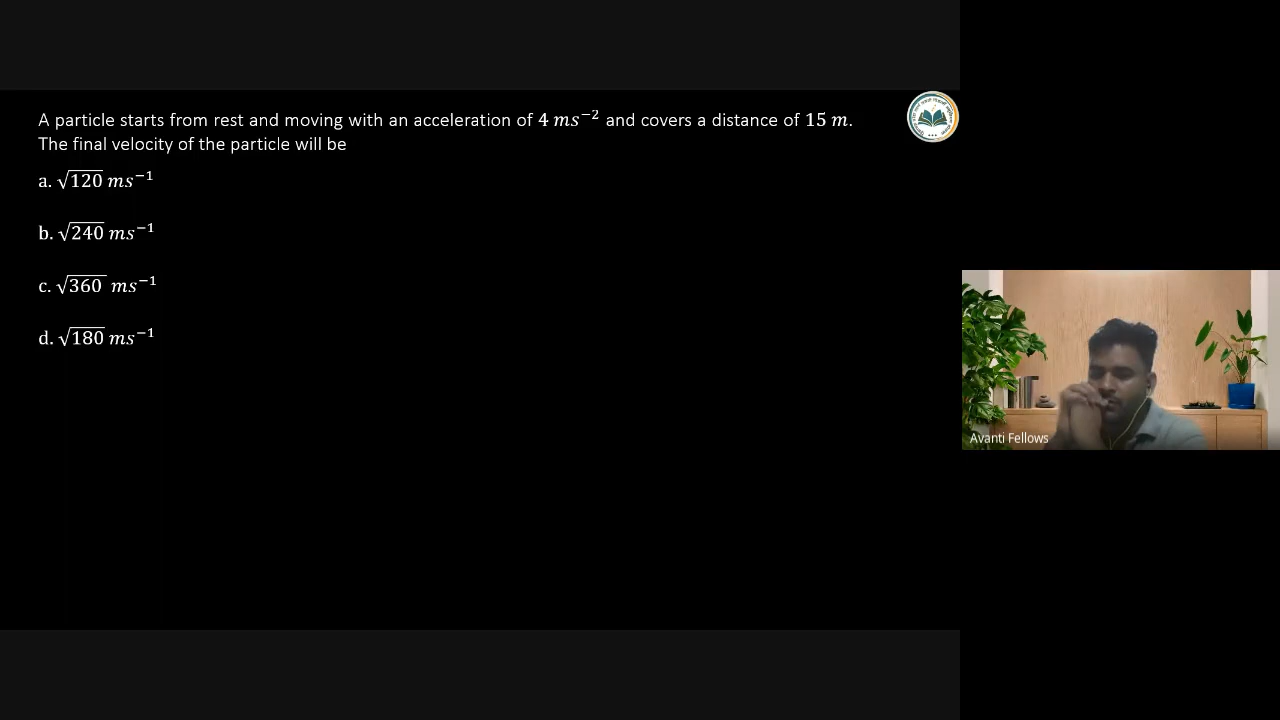 A particle starts from rest and moving with an acceleration of 4 ms⁻² and covers a distance of 15 m.
The final velocity of the particle will be
a. √120 ms⁻¹
b. √240 ms⁻¹
c. √360 ms⁻¹
d. √180 ms⁻¹
Avanti Fellows